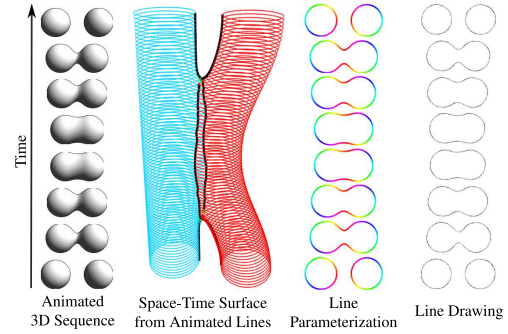 Time
Animated
3D Sequence
Space-Time Surface
from Animated Lines
Line
Parameterization
Line Drawing